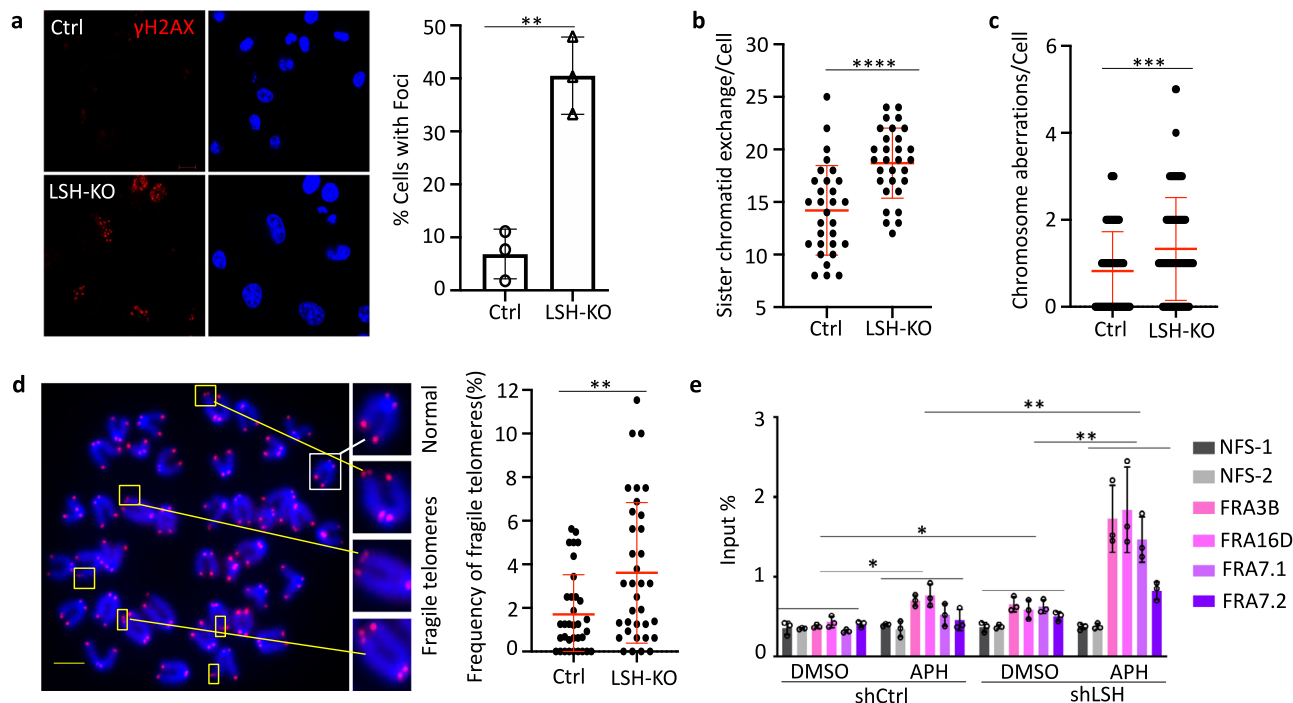 a
Ctrl
γH2AX
LSH-KO
% Cells with Foci
50
40
30
20
10
0
**
Ctrl
LSH-KO
b
Sister chromatid exchange/Cell
30
25
20
15
10
5
****
Ctrl
LSH-KO
c
Chromosome aberrations/Cell
6
4
2
0
***
Ctrl
LSH-KO
d
Normal
Fragile telomeres
Frequency of fragile telomeres(%)
12
10
8
6
4
2
0
**
Ctrl
LSH-KO
e
Input %
3
2
1
0
**
**
*
*
DMSO
APH
DMSO
APH
shCtrl
shLSH
NFS-1
NFS-2
FRA3B
FRA16D
FRA7.1
FRA7.2